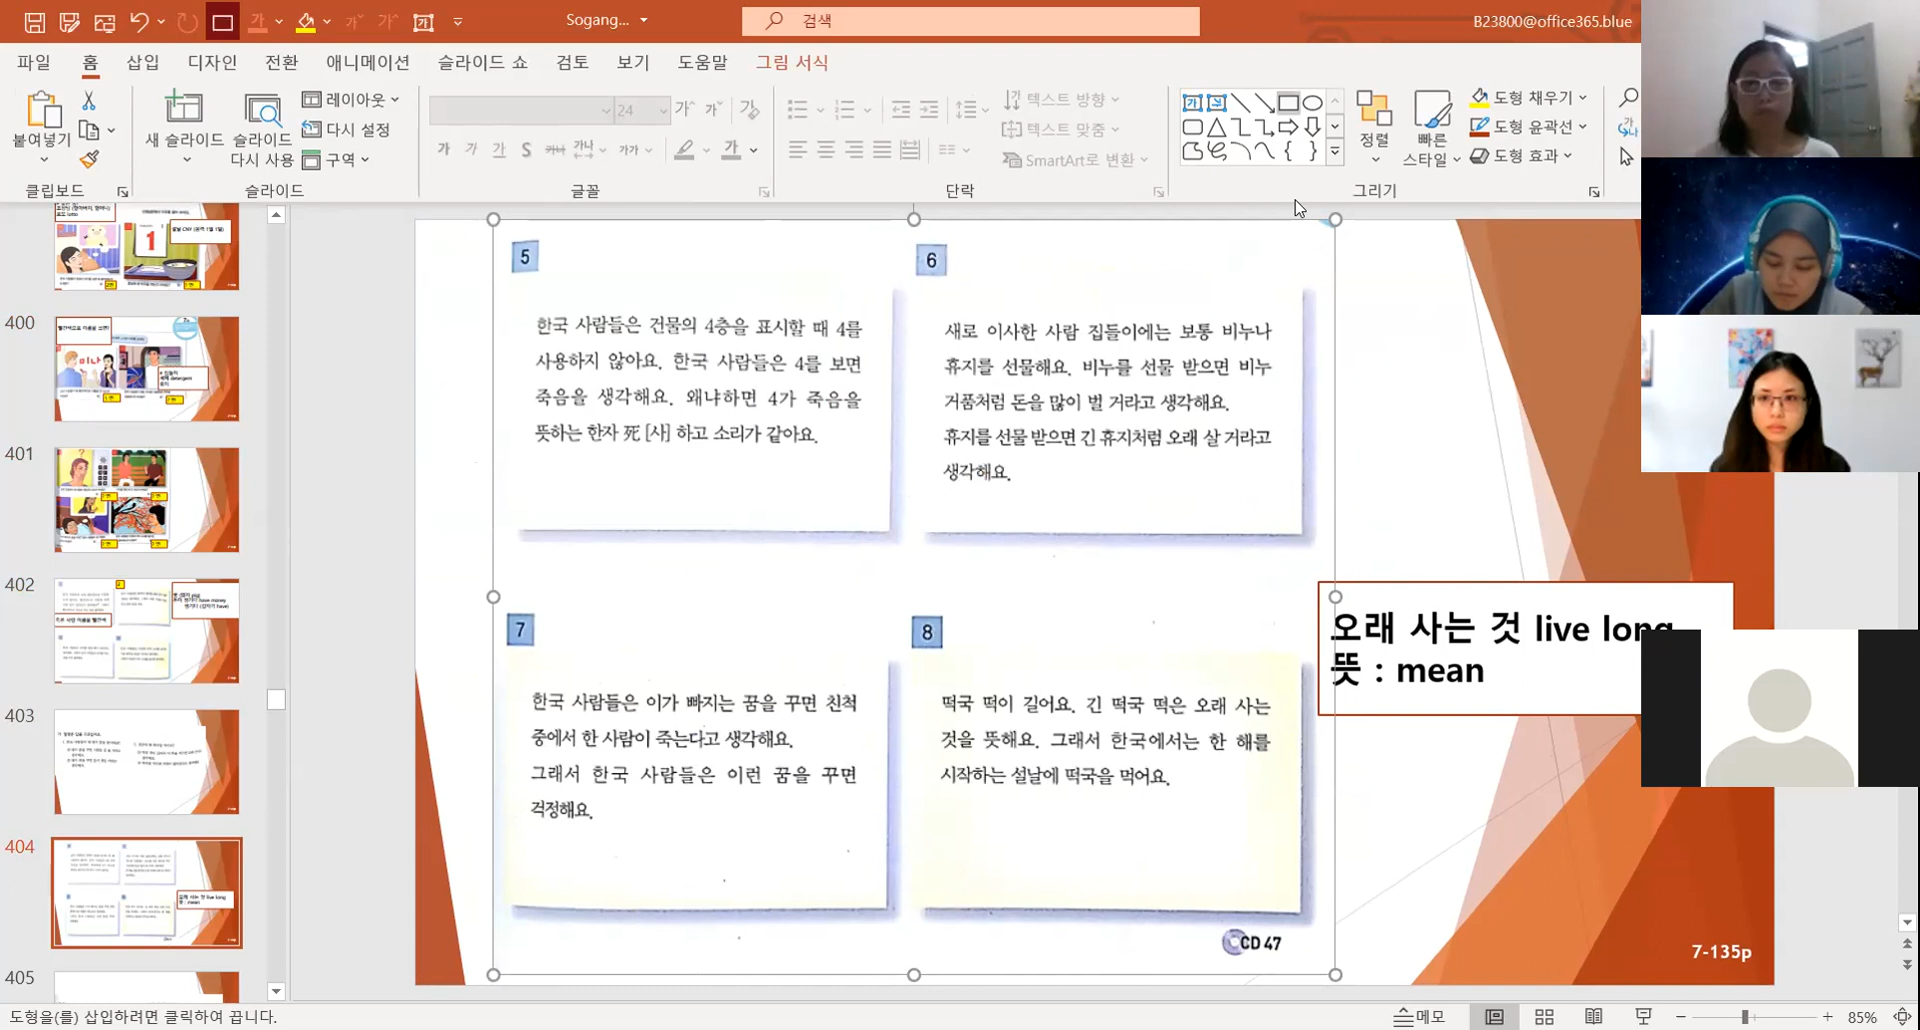 Sogang...
검색
B23800@office365.blue
파일 홈 삽입 디자인 전환 애니메이션 슬라이드 쇼 검토 보기 도움말 그림 서식
붙여넣기
클립보드
새 슬라이드
슬라이드 다시 사용
레이아웃
다시 설정
구역
슬라이드
24
가 가 가 S
글꼴
텍스트 방향
텍스트 맞춤
SmartArt로 변환
단락
정렬
빠른 스타일
도형 채우기
도형 윤곽선
도형 효과
그리기
400
401
402
403
404
405
5
한국 사람들은 건물의 4층을 표시할 때 4를
사용하지 않아요. 한국 사람들은 4를 보면
죽음을 생각해요. 왜냐하면 4가 죽음을
뜻하는 한자 死 [사] 하고 소리가 같아요.
6
새로 이사한 사람 집들이에는 보통 비누나
휴지를 선물해요. 비누를 선물 받으면 비누
거품처럼 돈을 많이 벌 거라고 생각해요.
휴지를 선물 받으면 긴 휴지처럼 오래 살 거라고
생각해요.
7
한국 사람들은 이가 빠지는 꿈을 꾸면 친척
중에서 한 사람이 죽는다고 생각해요.
그래서 한국 사람들은 이런 꿈을 꾸면
걱정해요.
8
떡국 떡이 길어요. 긴 떡국 떡은 오래 사는
것을 뜻해요. 그래서 한국에서는 한 해를
시작하는 설날에 떡국을 먹어요.
CD 47
오래 사는 것 live long
뜻 : mean
7-135p
도형을(를) 삽입하려면 클릭하여 끕니다.
메모
85%